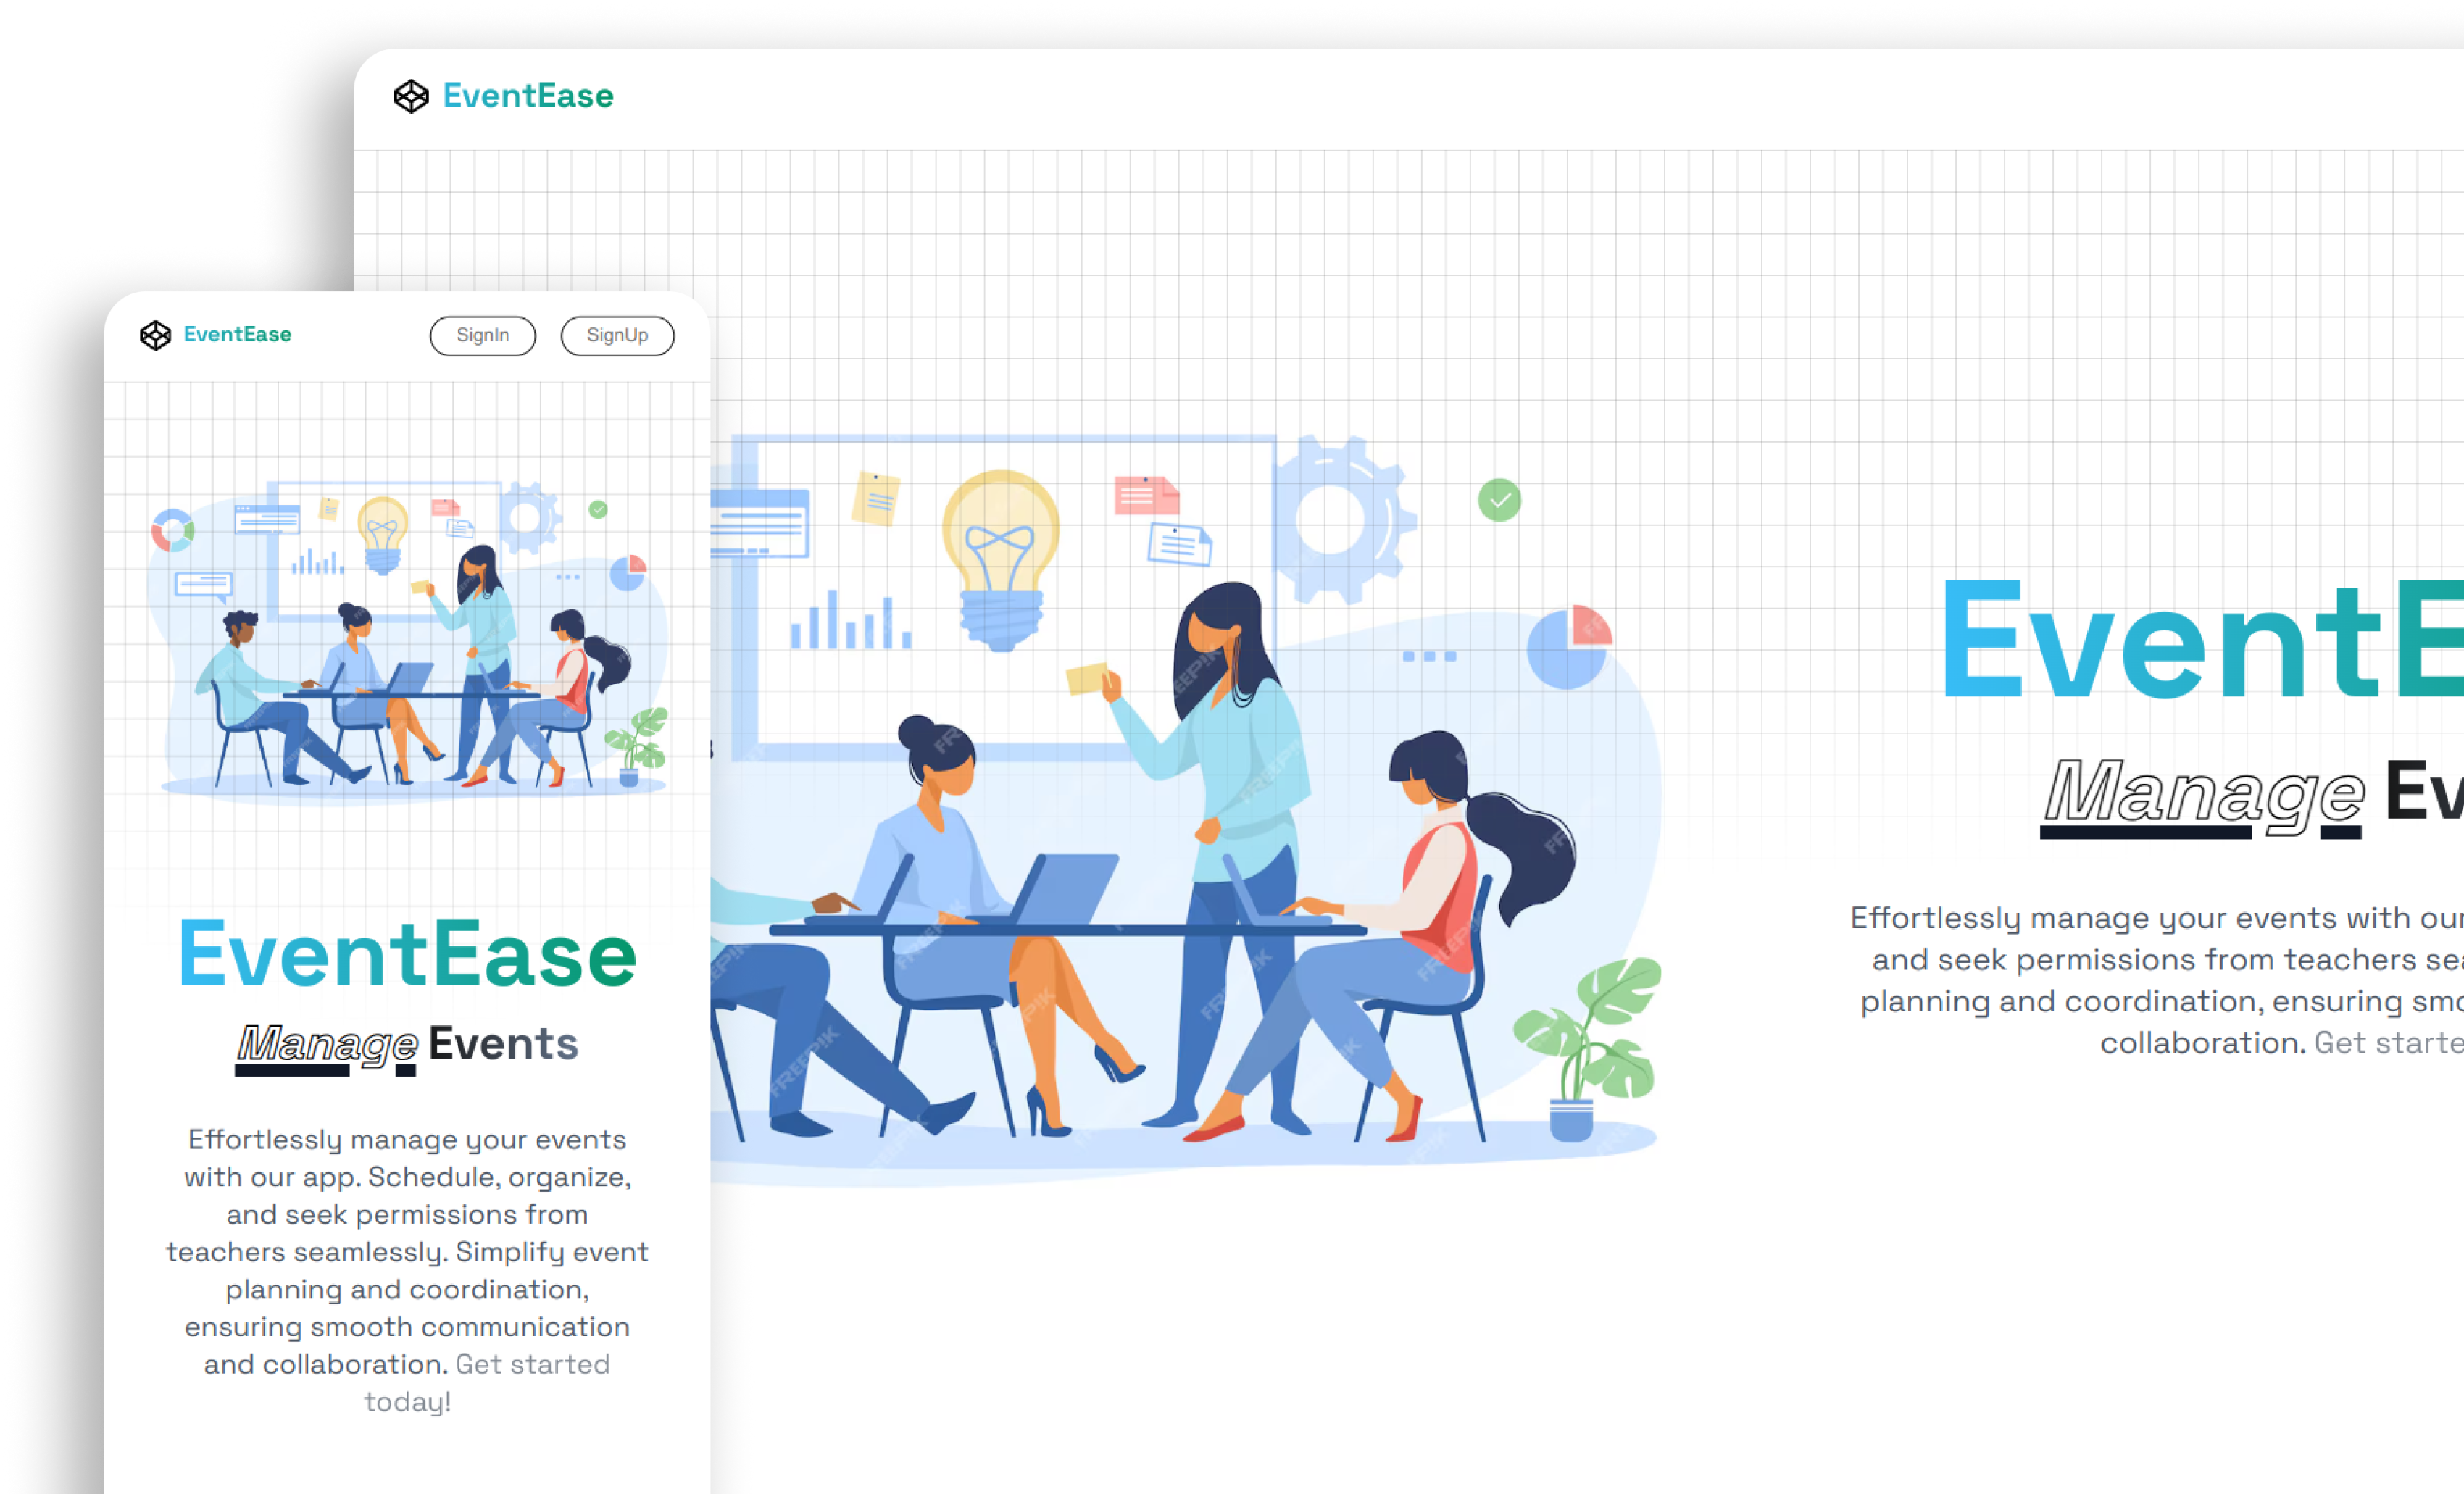 EventEase
EventE
Manage Ev
Effortlessly manage your events with our
and seek permissions from teachers sea
planning and coordination, ensuring smo
collaboration. Get starte
EventEase
SignIn
SignUp
EventEase
Manage Events
Effortlessly manage your events
with our app. Schedule, organize,
and seek permissions from
teachers seamlessly. Simplify event
planning and coordination,
ensuring smooth communication
and collaboration. Get started
today!
FREEPIK